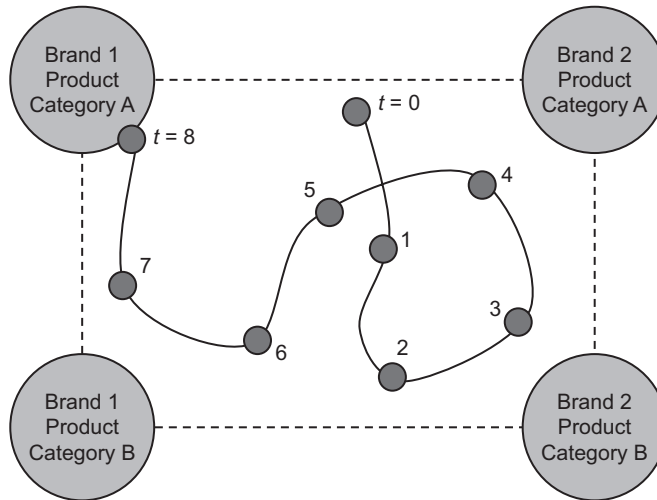 Brand 1
Product
Category A
Brand 2
Product
Category A
t = 0
t = 8
4
5
1
7
3
6
2
Brand 1
Product
Category B
Brand 2
Product
Category B